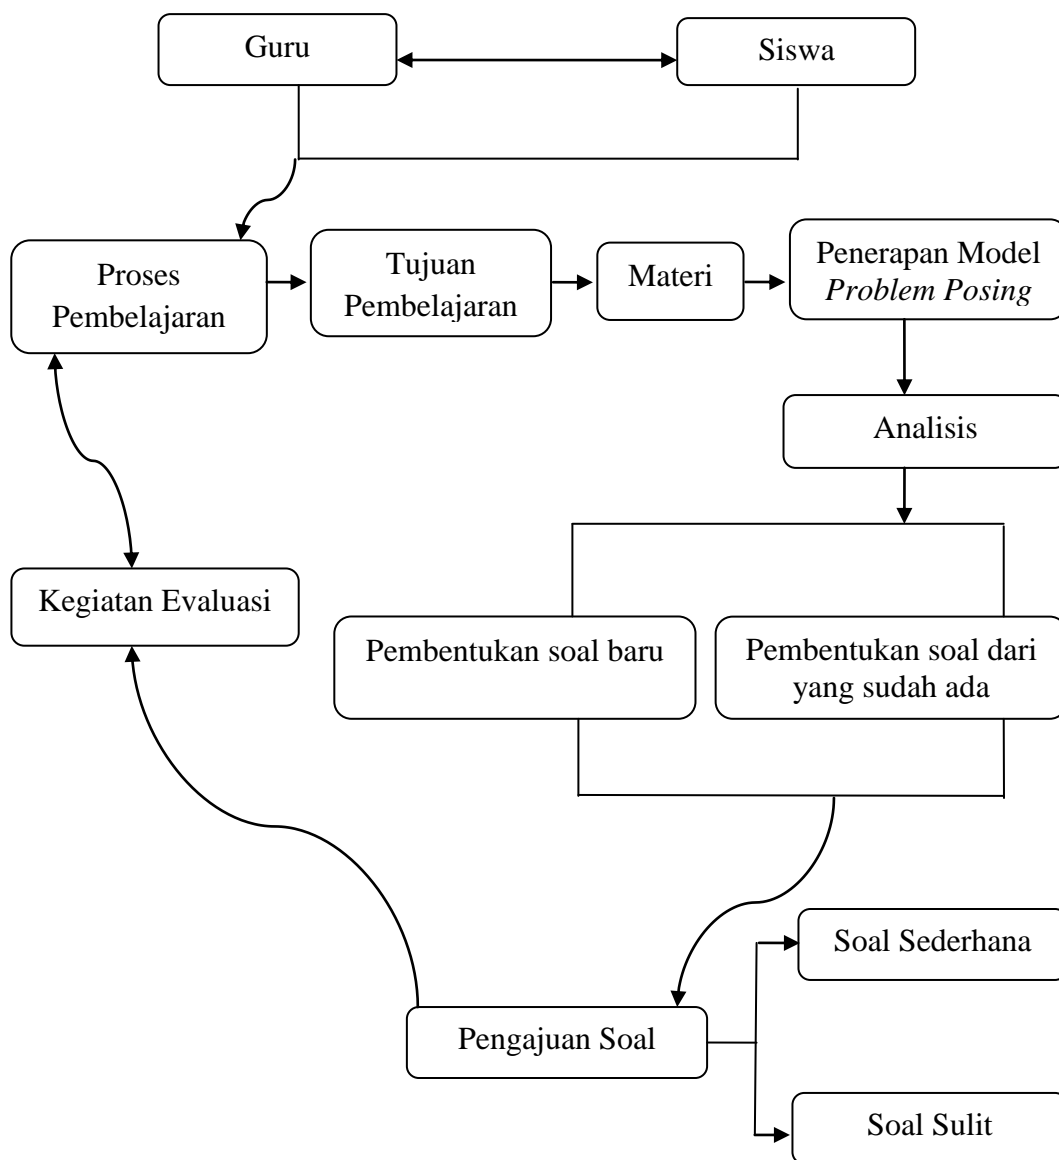 Guru
Siswa
Proses
Pembelajaran
Tujuan
Pembelajaran
Materi
Penerapan Model
Problem Posing
Analisis
Kegiatan Evaluasi
Pembentukan soal baru
Pembentukan soal dari
yang sudah ada
Soal Sederhana
Pengajuan Soal
Soal Sulit